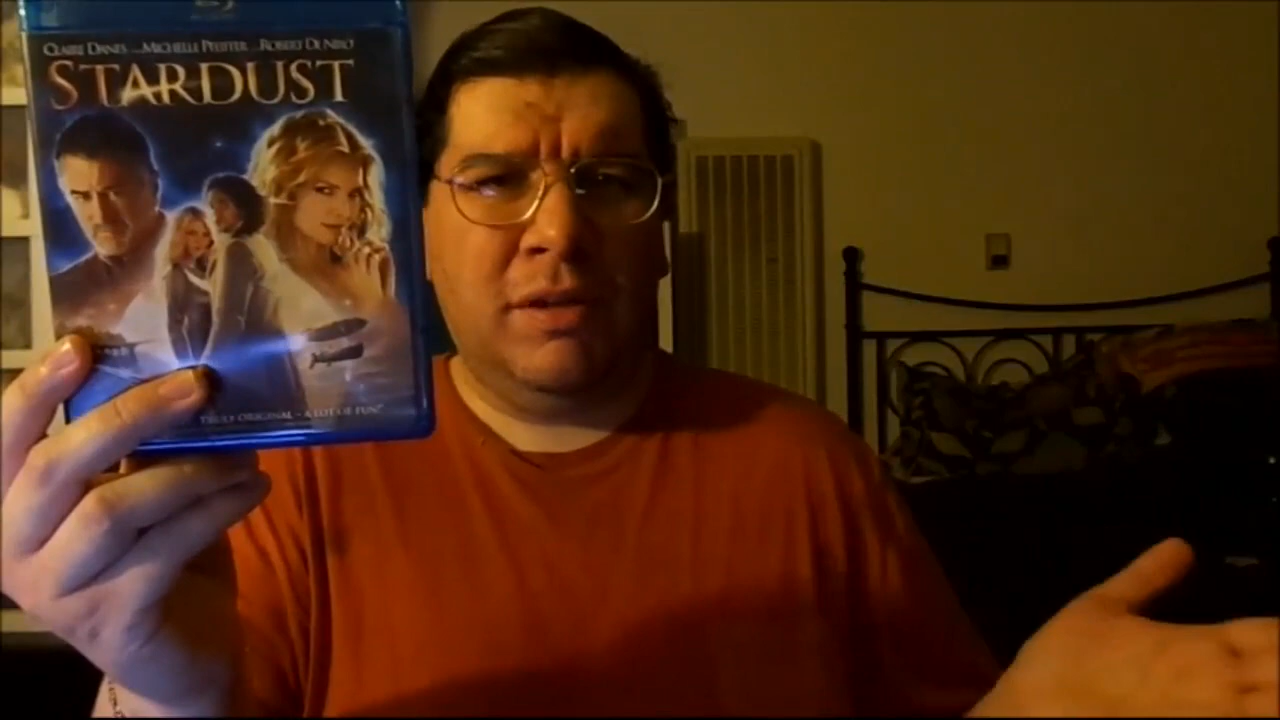 CLAIRE DANES MICHELLE PFEIFFER ROBERT DE NIRO
STARDUST
TRULY ORIGINAL - A LOT OF FUN!